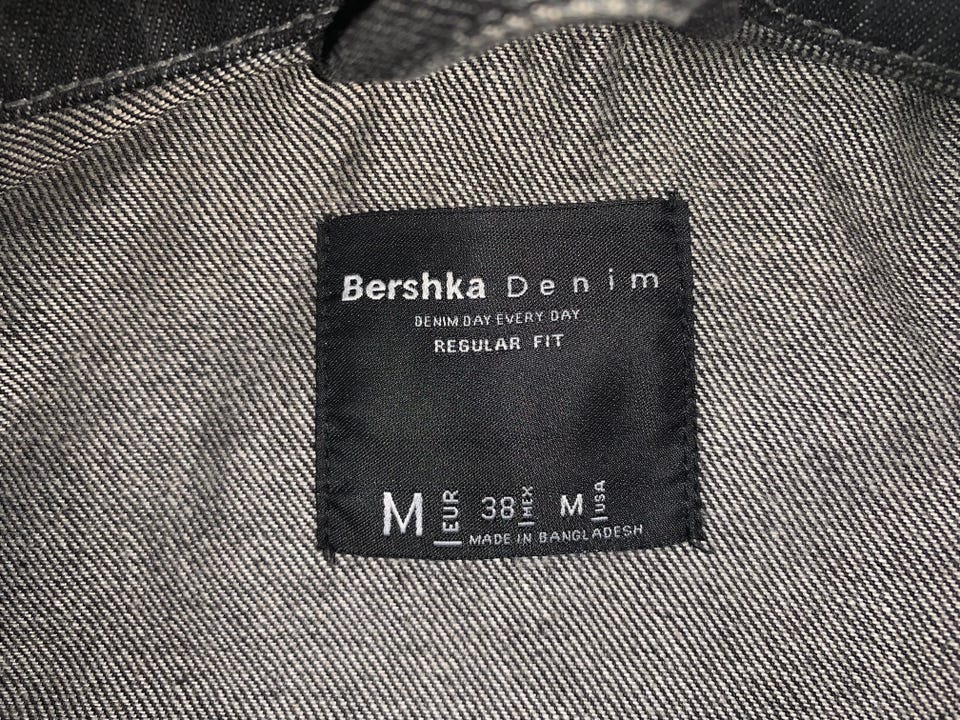 Bershka Denim
DENIM DAY EVERY DAY
REGULAR FIT
M EUR 38 MEX M USA
MADE IN BANGLADESH